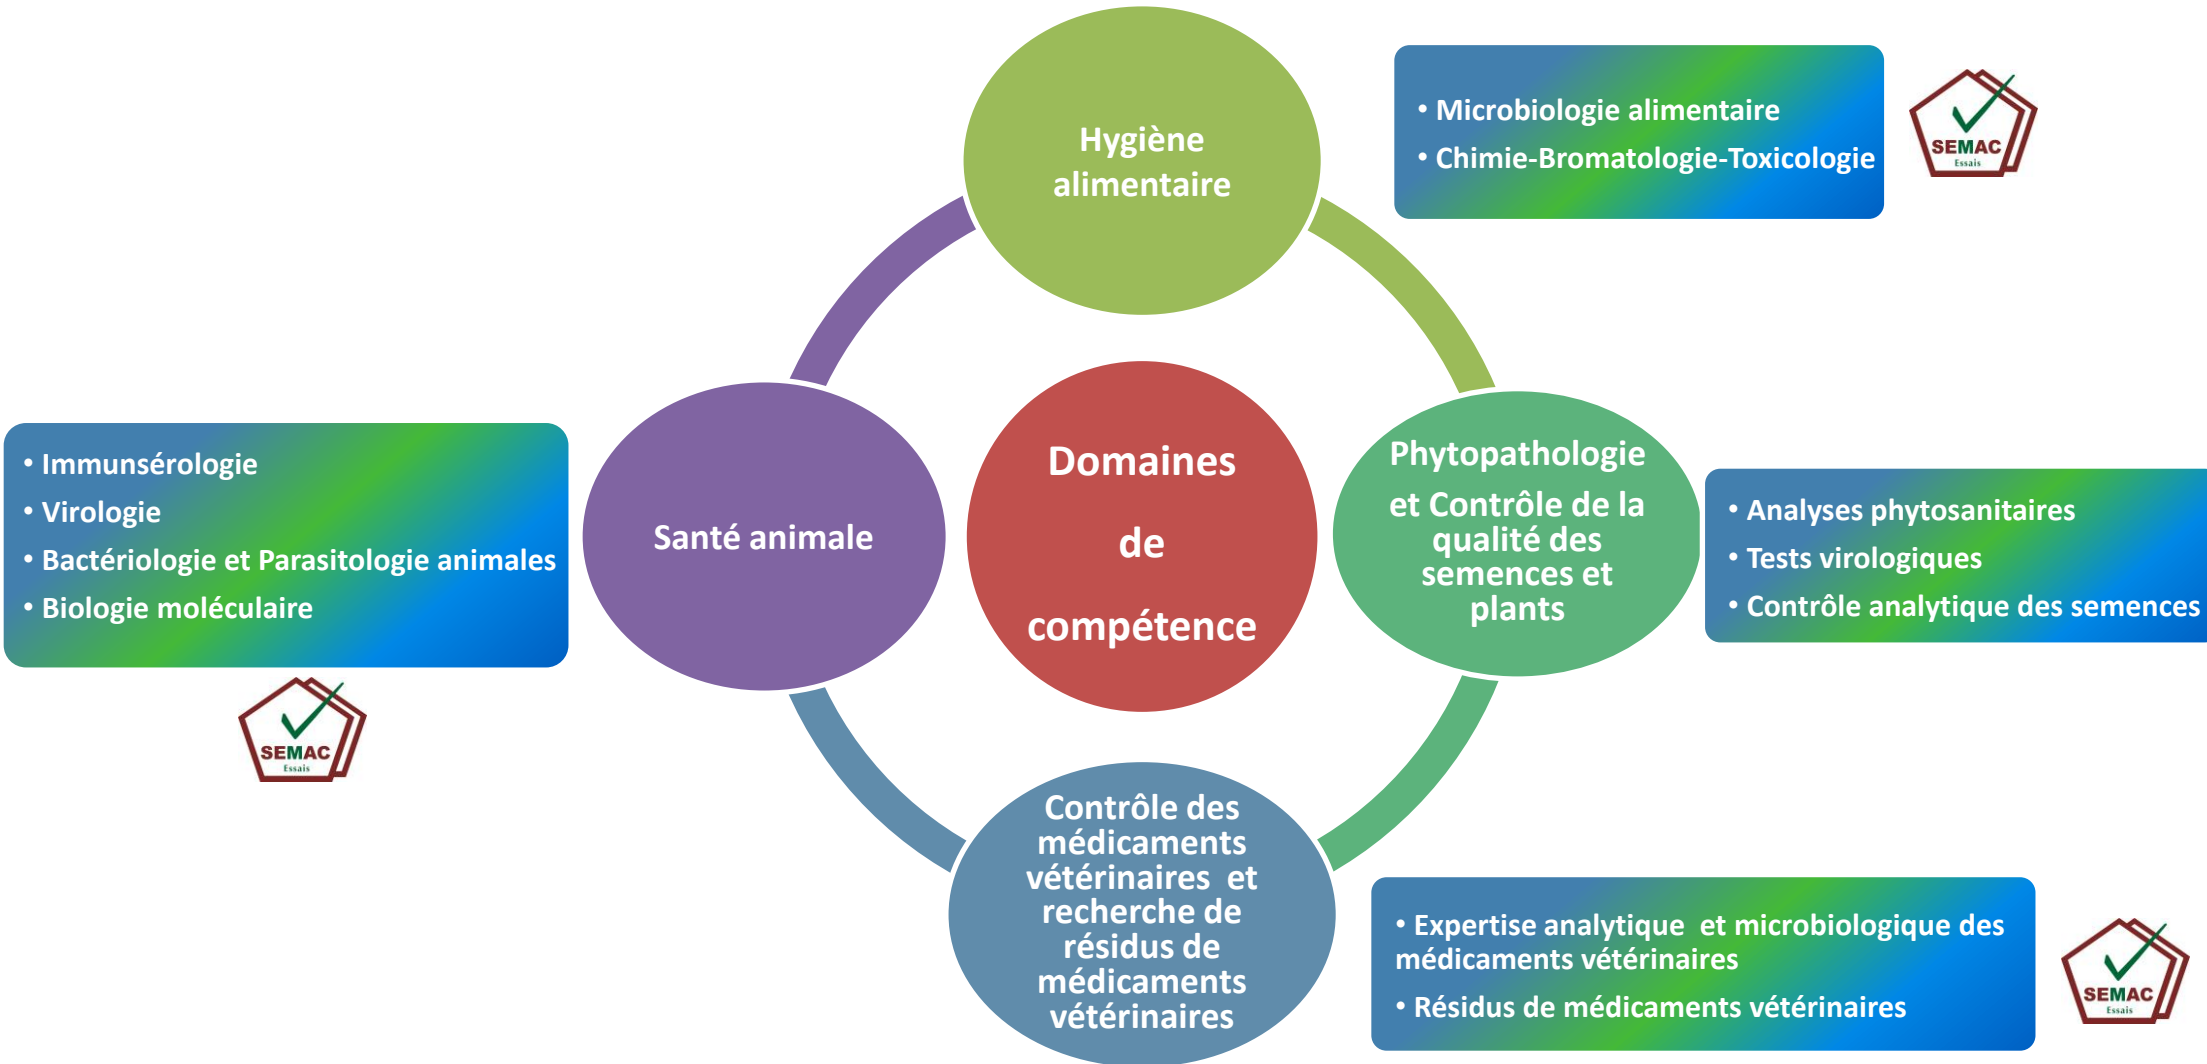 Hygiène
alimentaire
• Microbiologie alimentaire
• Chimie-Bromatologie-Toxicologie
SEMAC
Essais
Domaines
de
compétence
Santé animale
• Immunsérologie
• Virologie
• Bactériologie et Parasitologie animales
• Biologie moléculaire
SEMAC
Essais
Phytopathologie
et Contrôle de la
qualité des
semences et
plants
• Analyses phytosanitaires
• Tests virologiques
• Contrôle analytique des semences
Contrôle des
médicaments
vétérinaires et
recherche de
résidus de
médicaments
vétérinaires
• Expertise analytique et microbiologique des
médicaments vétérinaires
• Résidus de médicaments vétérinaires
SEMAC
Essais